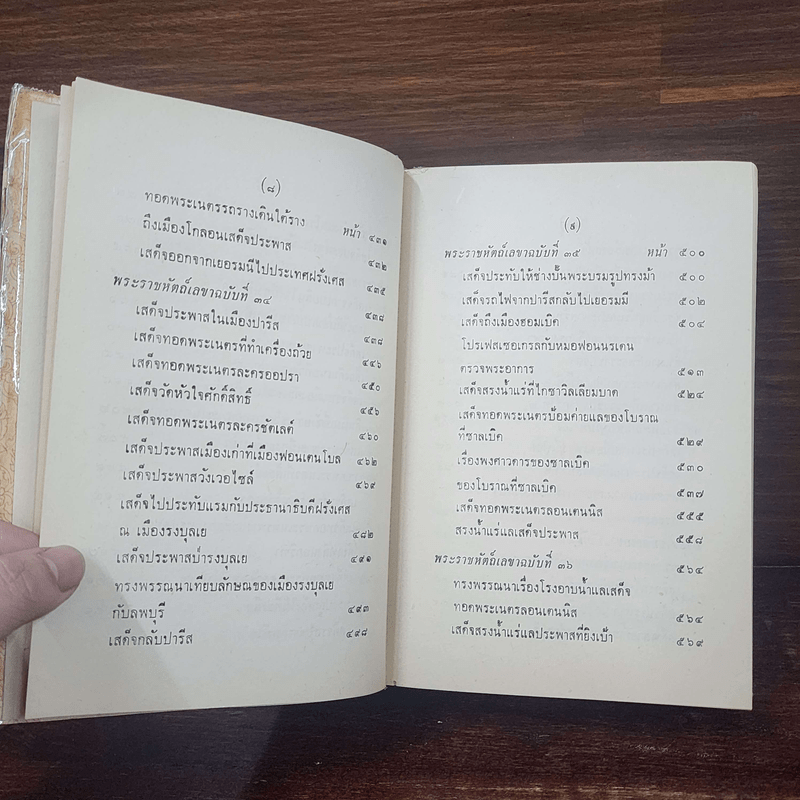 (๘)
หน้า
ทอดพระเนตรรถรางเดินใต้ราง ๔๓๑
ถึงเมืองโกลอนเสด็จประพาส ๔๓๒
เสด็จออกจากเยอรมนีไปประเทศฝรั่งเศส ๔๓๕
พระราชหัตถ์เลขาฉบับที่ ๓๔ ๔๓๘
เสด็จประพาสในเมืองปารีส ๔๓๘
เสด็จทอดพระเนตรที่ทำเครื่องถ้วย ๔๔๖
เสด็จทอดพระเนตรละครออปรา ๔๕๐
เสด็จวัดหัวใจศักดิ์สิทธิ์ ๔๕๖
เสด็จทอดพระเนตรละครชัตเลต์ ๔๖๐
เสด็จประพาสเมืองเก่าที่เมืองฟอนเตนโบล ๔๖๒
เสด็จประพาสวังเวอไซล์ ๔๖๙
เสด็จไปประทับแรมกับประธานาธิบดีฝรั่งเศส
ณ เมืองรงบุลเย ๔๘๒
เสด็จประพาสป่ารงบุลเย ๔๙๑
ทรงพรรณนาเทียบลักษณของเมืองรงบุลเย
กับลพบุรี ๔๙๓
เสด็จกลับปารีส ๔๙๘
(๙)
หน้า
พระราชหัตถ์เลขาฉบับที่ ๓๕ ๕๐๐
เสด็จประทับให้ช่างปั้นพระบรมรูปทรงม้า ๕๐๐
เสด็จรถไฟจากปารีสกลับไปเยอรมนี ๕๐๒
เสด็จถึงเมืองฮอมเบิค ๕๐๔
โปรเฟสเซอเกรลกับหมอฟอนนรเดน
ตรวจพระอาการ ๕๑๓
เสด็จสรงน้ำแร่ที่ไกซาวิลเลียมบาด ๕๒๔
เสด็จทอดพระเนตรป้อมค่ายแลของโบราณ
ที่ซาลเบิค ๕๒๙
เรื่องพงศาวดารของซาลเบิค ๕๓๐
ของโบราณที่ซาลเบิค ๕๓๗
เสด็จทอดพระเนตรลอนเตนนิส ๕๕๕
สรงน้ำแร่แลเสด็จประพาส ๕๕๘
พระราชหัตถ์เลขาฉบับที่ ๓๖ ๕๖๔
ทรงพรรณนาเรื่องโรงอาบน้ำแลเสด็จ
ทอดพระเนตรลอนเตนนิส ๕๖๔
เสด็จสรงน้ำแร่แลประพาสที่ยิงเป้า ๕๖๙